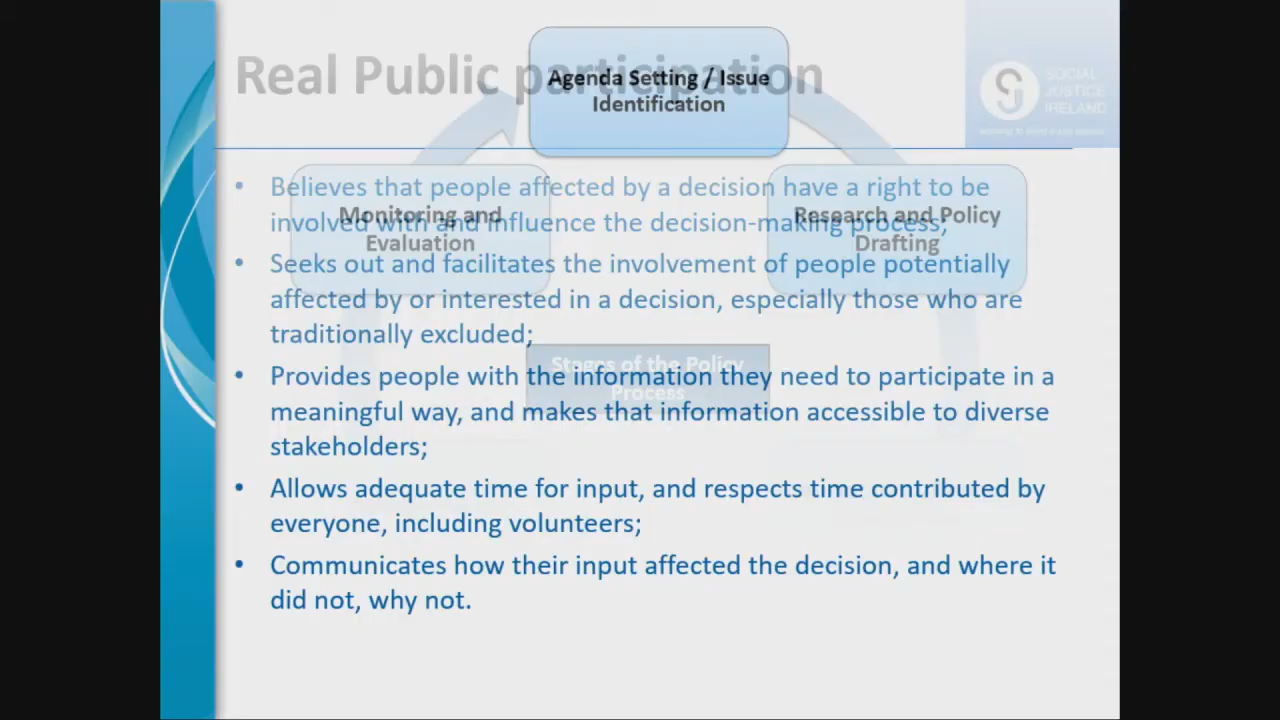 Real Public participation
Agenda Setting / Issue
Identification
SOCIAL
JUSTICE
IRELAND
• Believes that people affected by a decision have a right to be
involved with and influence the decision-making process;
• Seeks out and facilitates the involvement of people potentially
affected by or interested in a decision, especially those who are
traditionally excluded;
• Provides people with the information they need to participate in a
meaningful way, and makes that information accessible to diverse
stakeholders;
• Allows adequate time for input, and respects time contributed by
everyone, including volunteers;
• Communicates how their input affected the decision, and where it
did not, why not.
Monitoring and
Evaluation
Research and Policy
Drafting
Stages of the Policy
Process